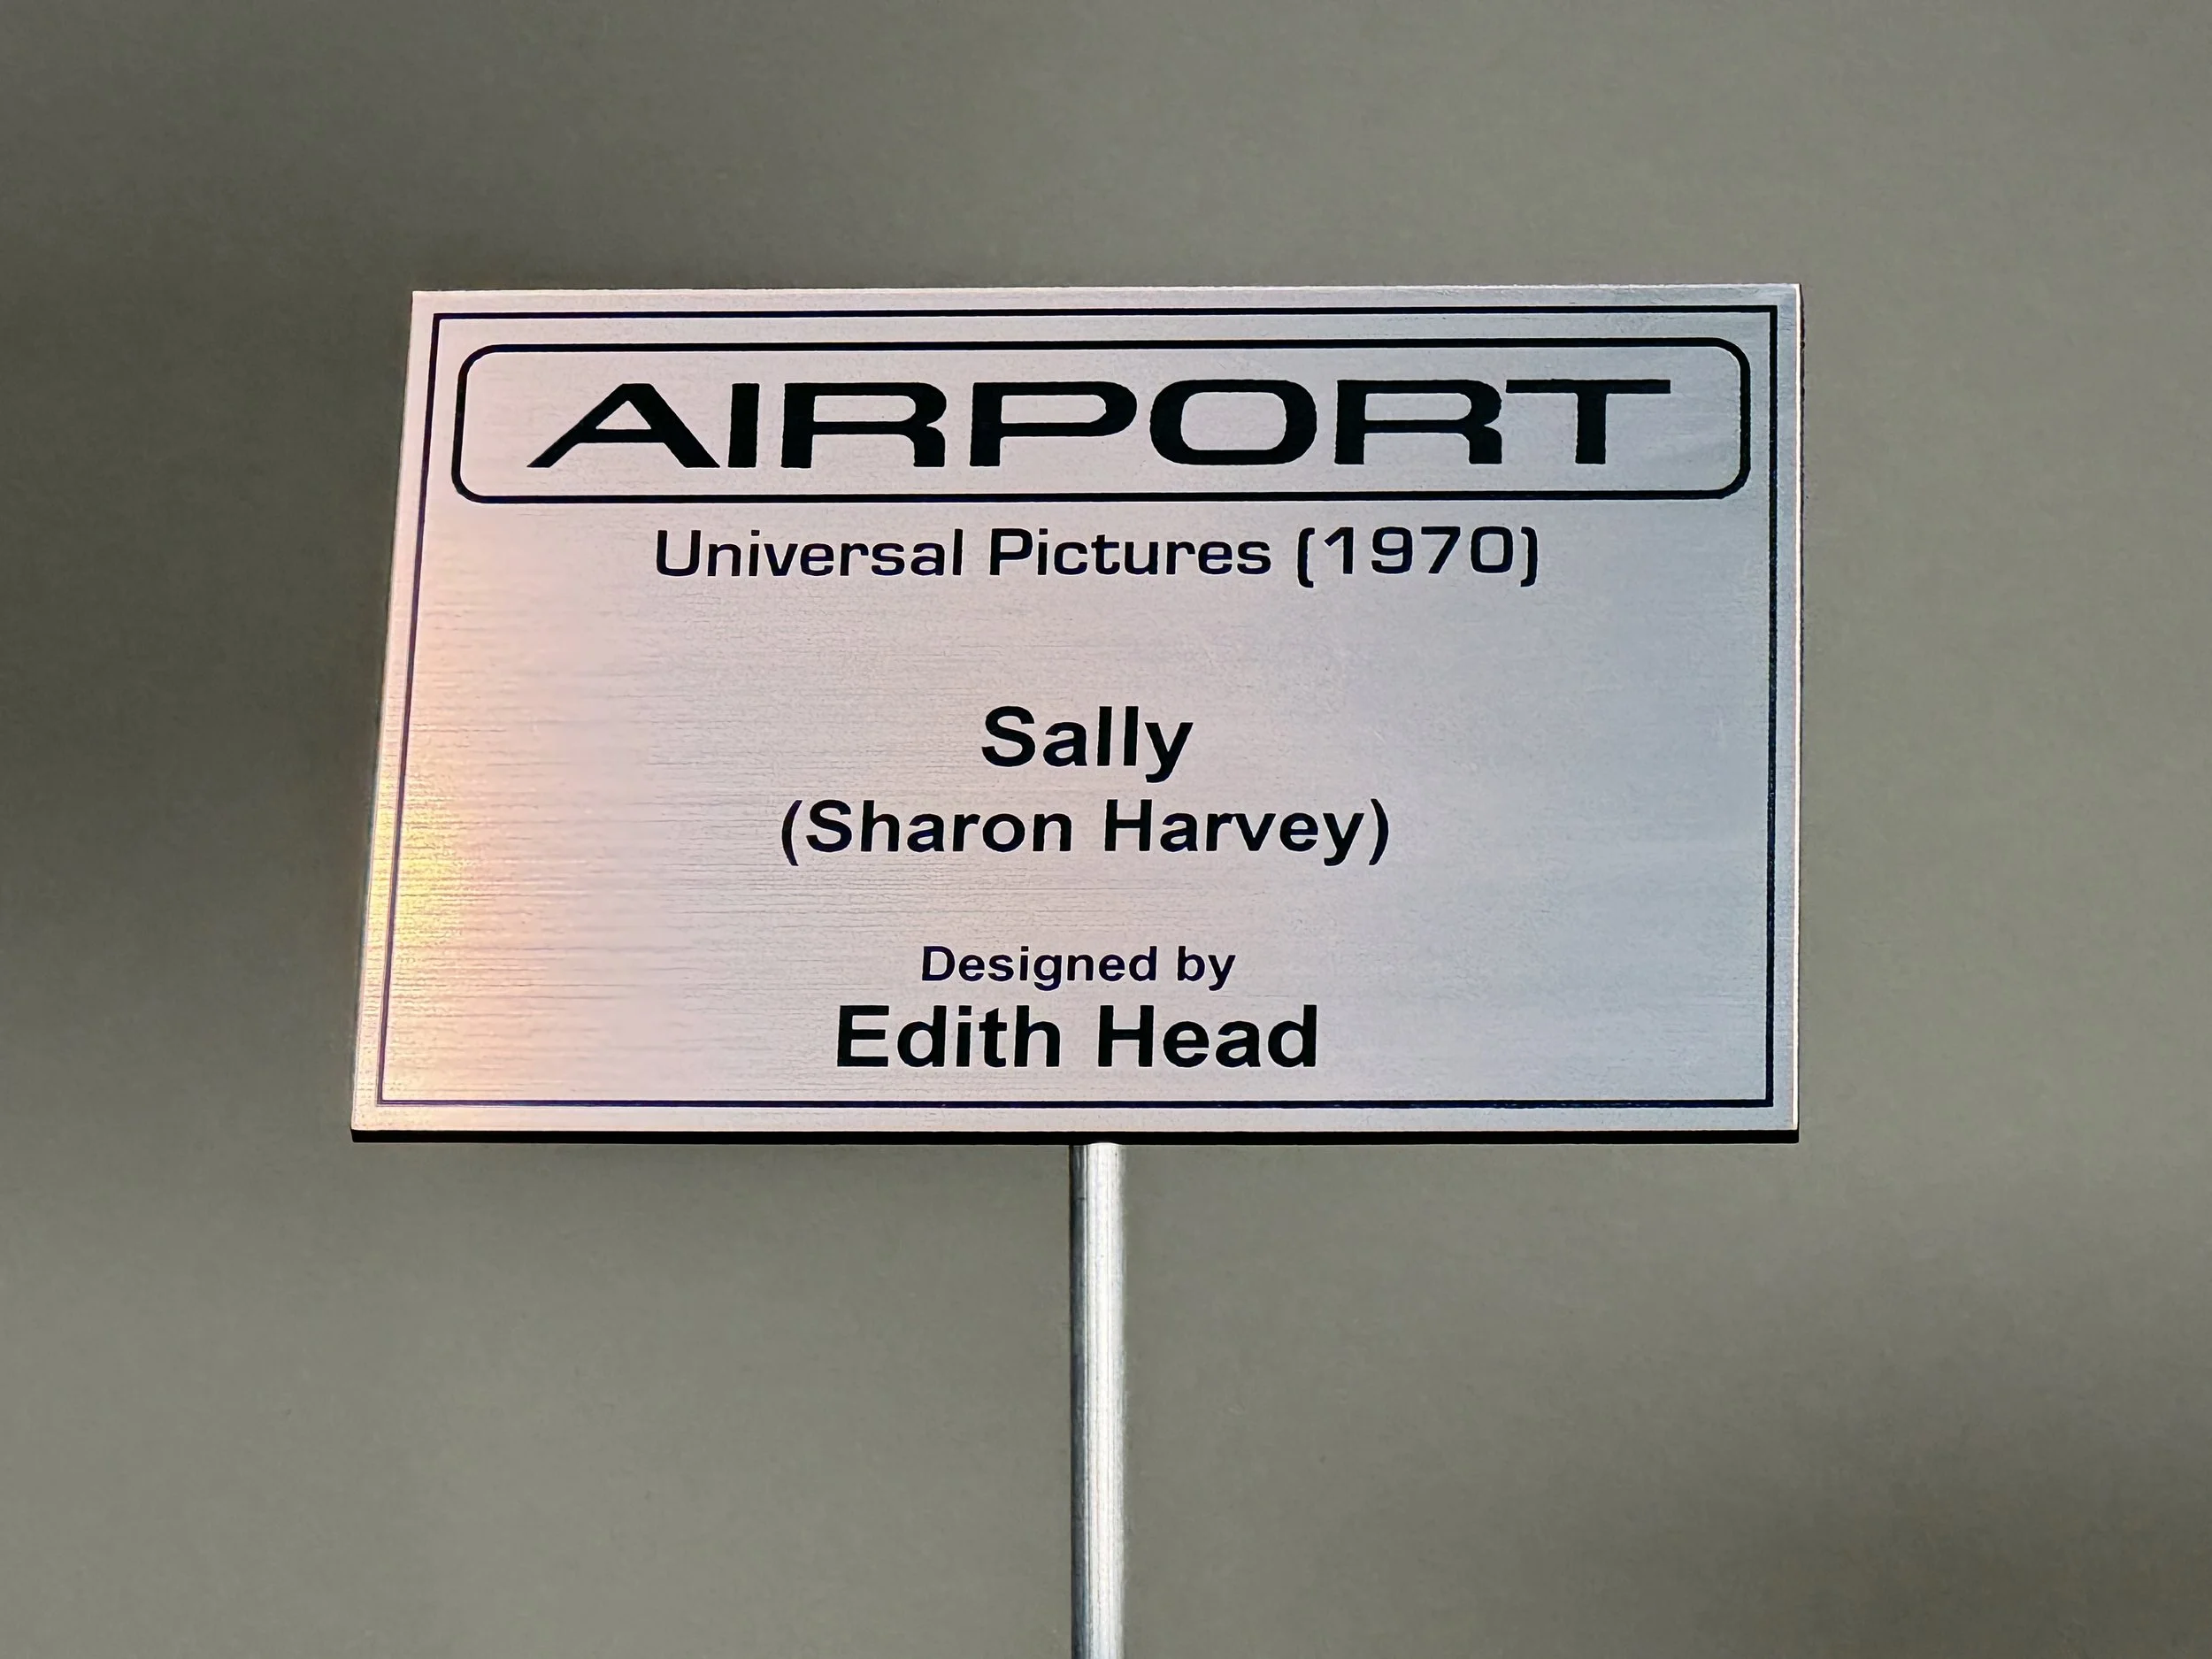 AIRPORT
Universal Pictures (1970)
Sally
(Sharon Harvey)
Designed by
Edith Head